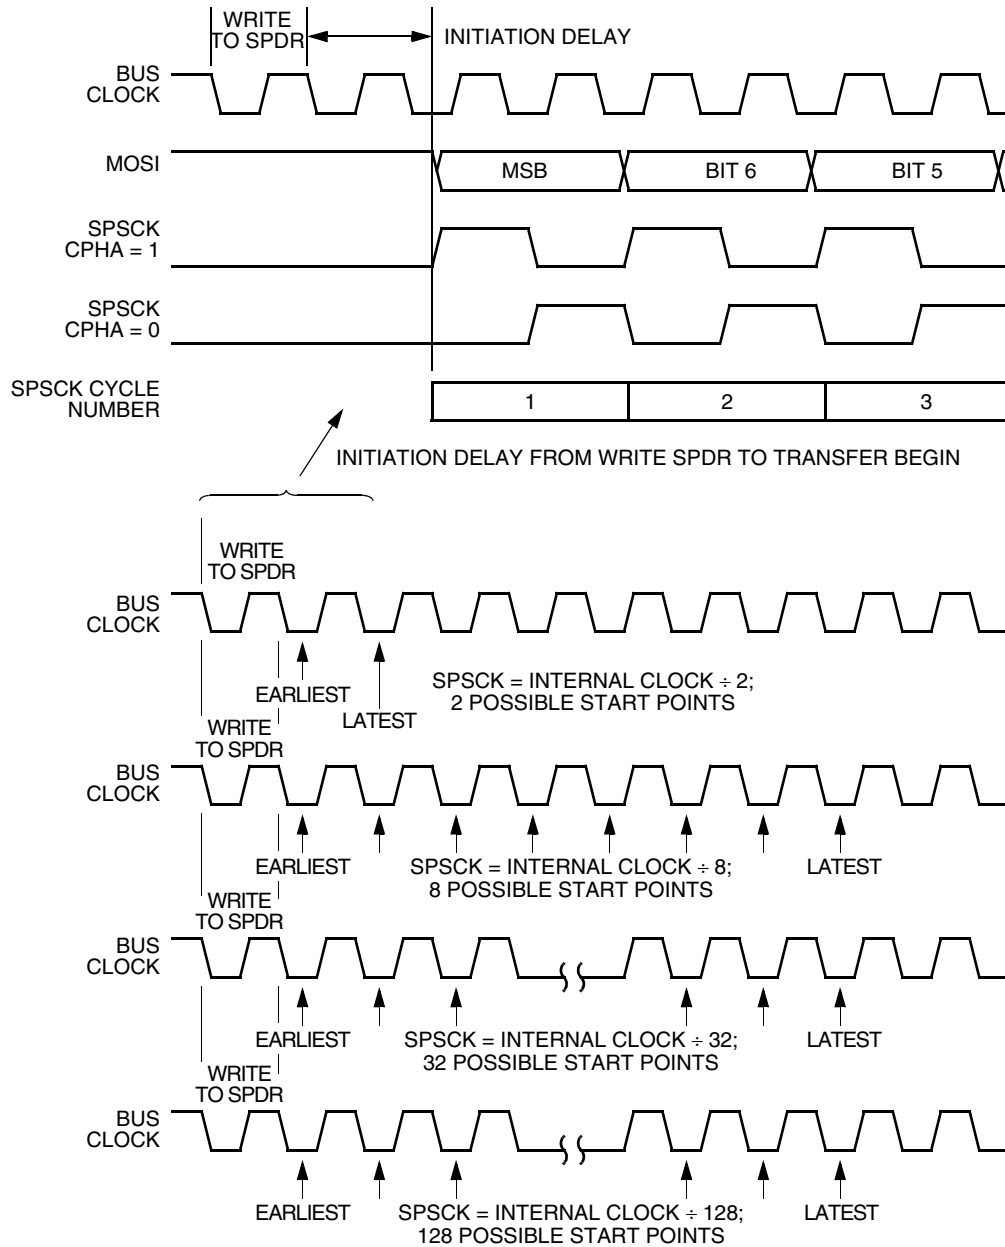 WRITE
TO SPDR
INITIATION DELAY
BUS
CLOCK
MOSI
MSB
BIT 6
BIT 5
SPSCK
CPHA = 1
SPSCK
CPHA = 0
SPSCK CYCLE
NUMBER
1
2
3
INITIATION DELAY FROM WRITE SPDR TO TRANSFER BEGIN
WRITE
TO SPDR
BUS
CLOCK
EARLIEST
LATEST
SPSCK = INTERNAL CLOCK ÷ 2;
2 POSSIBLE START POINTS
WRITE
TO SPDR
BUS
CLOCK
EARLIEST
SPSCK = INTERNAL CLOCK ÷ 8;
8 POSSIBLE START POINTS
LATEST
WRITE
TO SPDR
BUS
CLOCK
EARLIEST
SPSCK = INTERNAL CLOCK ÷ 32;
32 POSSIBLE START POINTS
LATEST
WRITE
TO SPDR
BUS
CLOCK
EARLIEST
SPSCK = INTERNAL CLOCK ÷ 128;
128 POSSIBLE START POINTS
LATEST